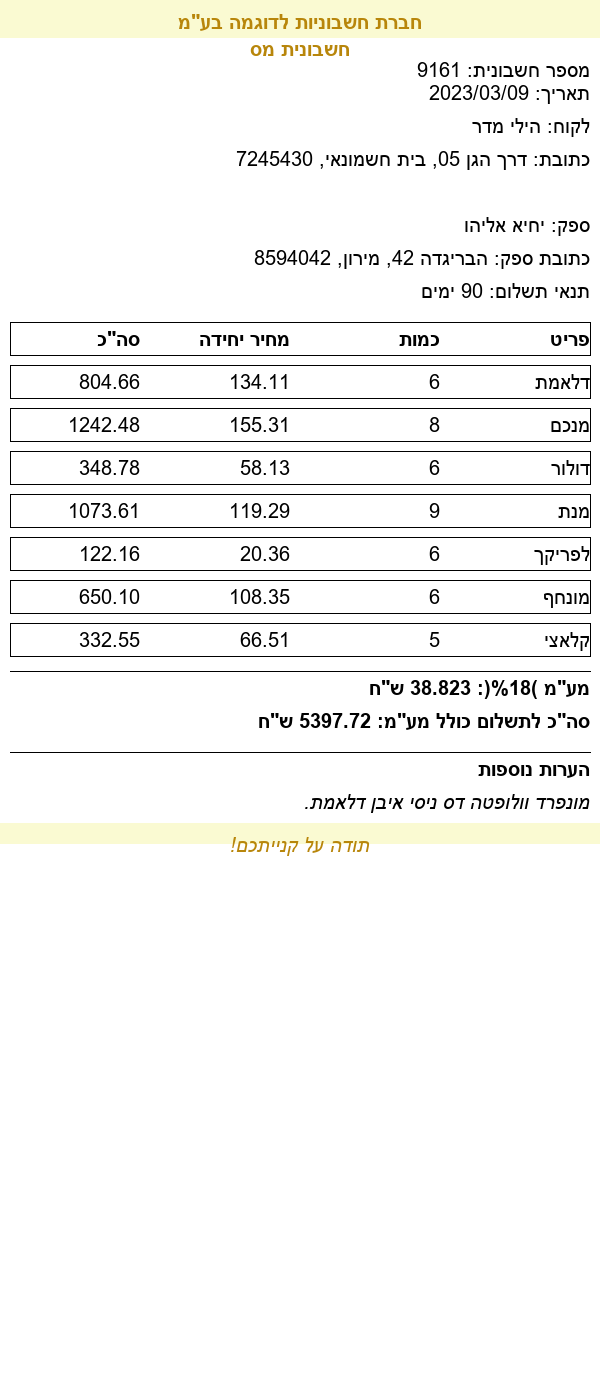 חברת חשבוניות לדוגמה בע"מ
חשבונית מס
מספר חשבונית: 9161
תאריך: 2023/03/09
לקוח: הילי מדר
כתובת: דרך הגן 05, בית חשמונאי, 7245430
ספק: יחיא אליהו
כתובת ספק: הבריגדה 42, מירון, 8594042
תנאי תשלום: 90 ימים
פריט כמות מחיר יחידה סה"כ
דלאמת 6 134.11 804.66
מנכם 8 155.31 1242.48
דולור 6 58.13 348.78
מנת 9 119.29 1073.61
לפריקך 6 20.36 122.16
מונחף 6 108.35 650.10
קלאצי 5 66.51 332.55
מע"מ )18%(: 38.823 ש"ח
סה"כ לתשלום כולל מע"מ: 5397.72 ש"ח
הערות נוספות
מונפרד וולופטה דס ניסי איבן דלאמת.
תודה על קנייתכם!